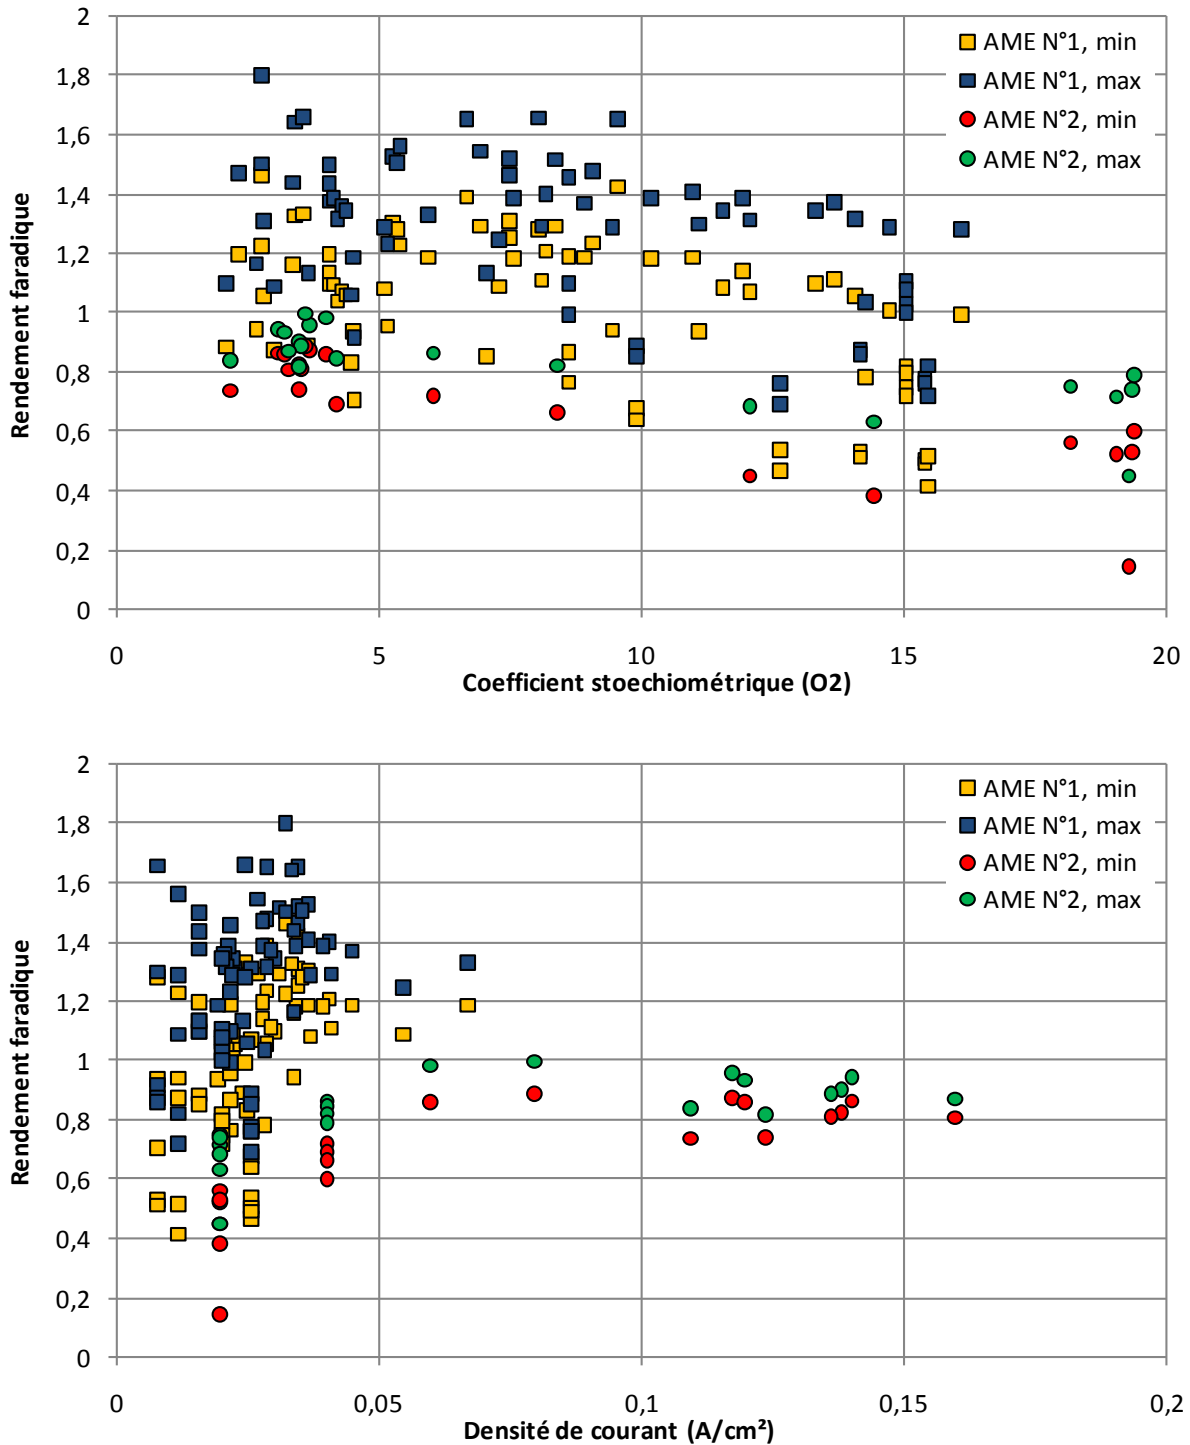 2
1,8
1,6
1,4
1,2
1
0,8
0,6
0,4
0,2
0
Rendement faradique
AME N°1, min
AME N°1, max
AME N°2, min
AME N°2, max
0 5 10 15 20
Coefficient stoechiométrique (O2)
2
1,8
1,6
1,4
1,2
1
0,8
0,6
0,4
0,2
0
Rendement faradique
AME N°1, min
AME N°1, max
AME N°2, min
AME N°2, max
0 0,05 0,1 0,15 0,2
Densité de courant (A/cm²)